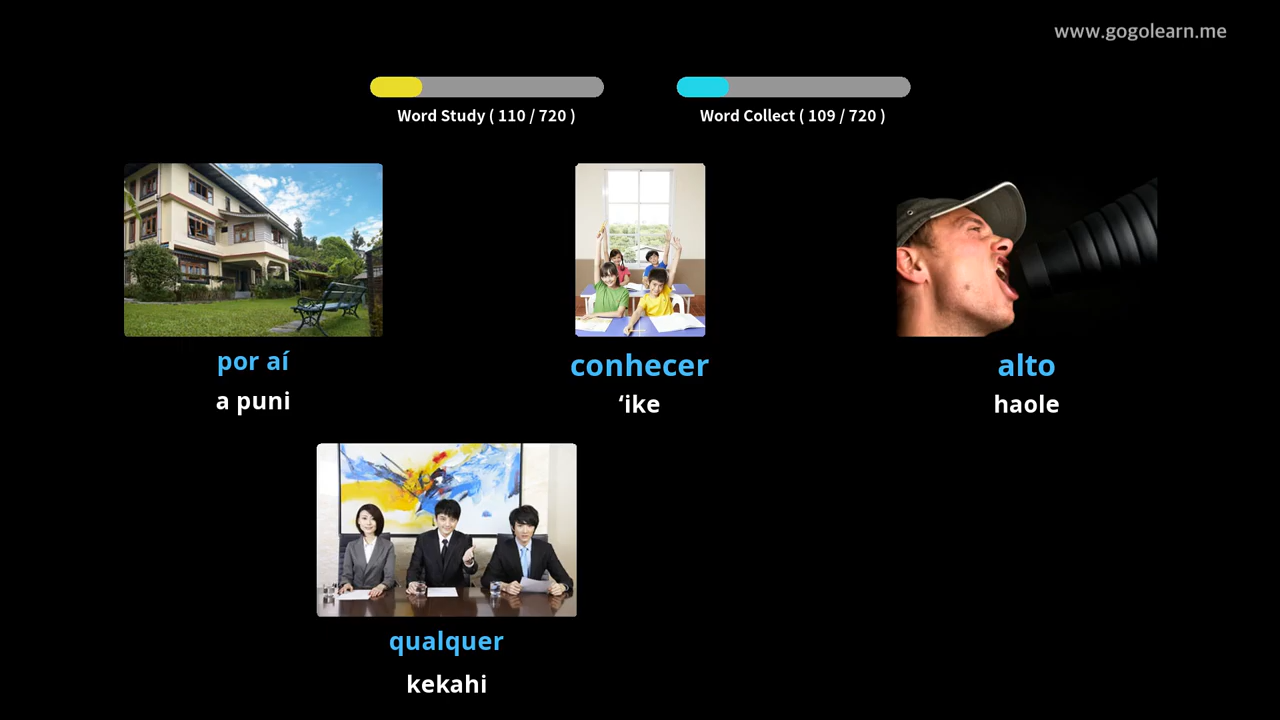 www.gogolearn.me
Word Study ( 110 / 720 )
Word Collect ( 109 / 720 )
por aí
a puni
conhecer
‘ike
alto
haole
qualquer
kekahi